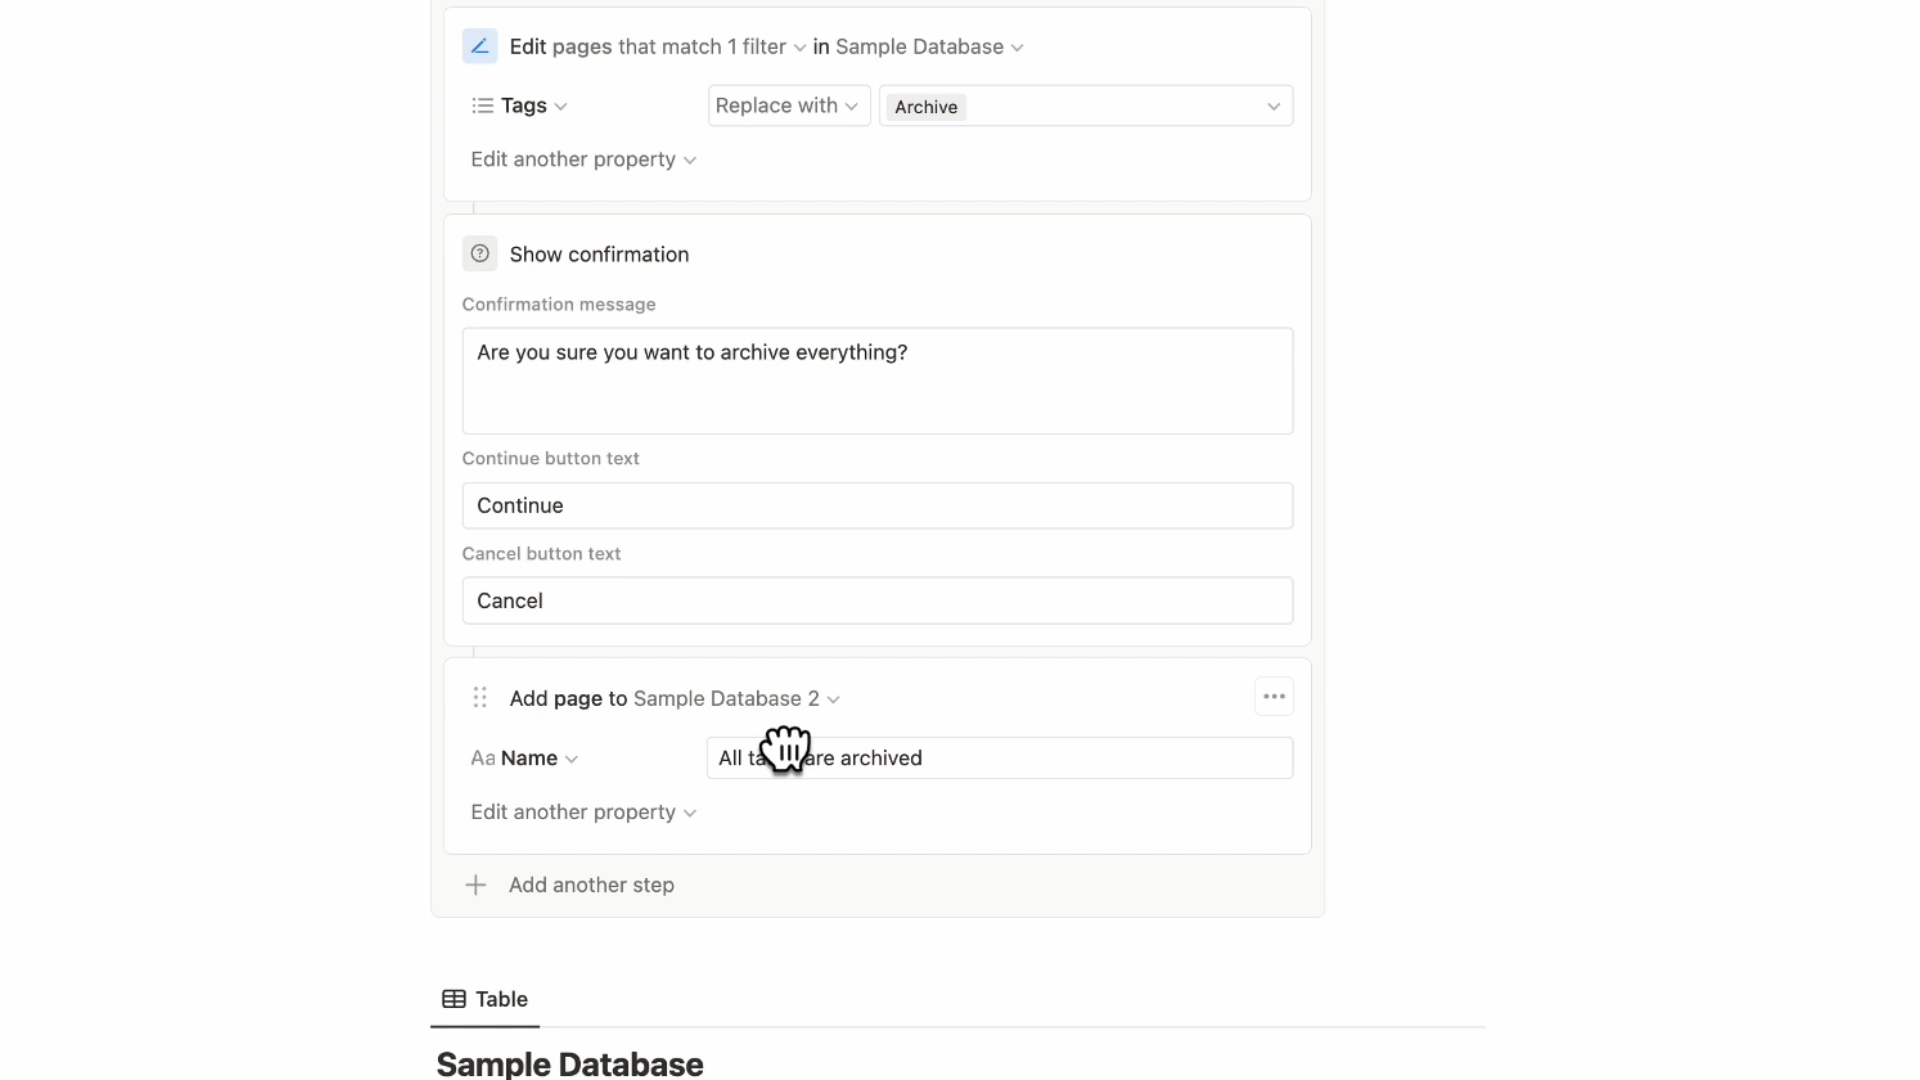 Edit pages that match 1 filter in Sample Database
Tags Replace with Archive
Edit another property
Show confirmation
Confirmation message
Are you sure you want to archive everything?
Continue button text
Continue
Cancel button text
Cancel
Add page to Sample Database 2
Aa Name All are archived
Edit another property
Add another step
Table
Sample Database